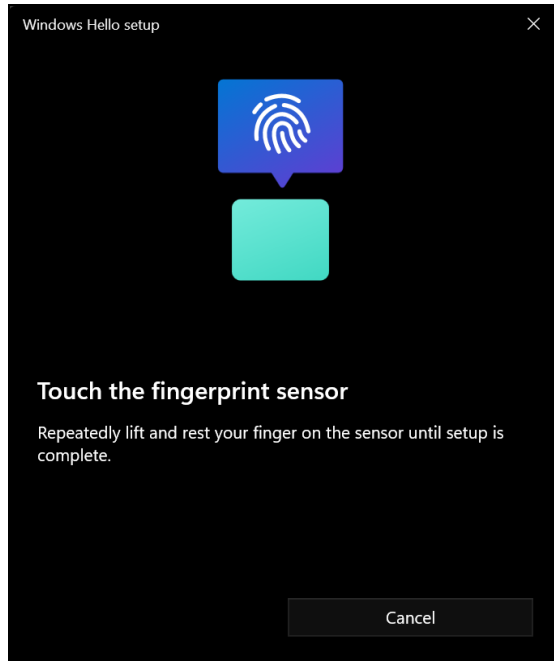 Windows Hello setup
Touch the fingerprint sensor
Repeatedly lift and rest your finger on the sensor until setup is
complete.
Cancel